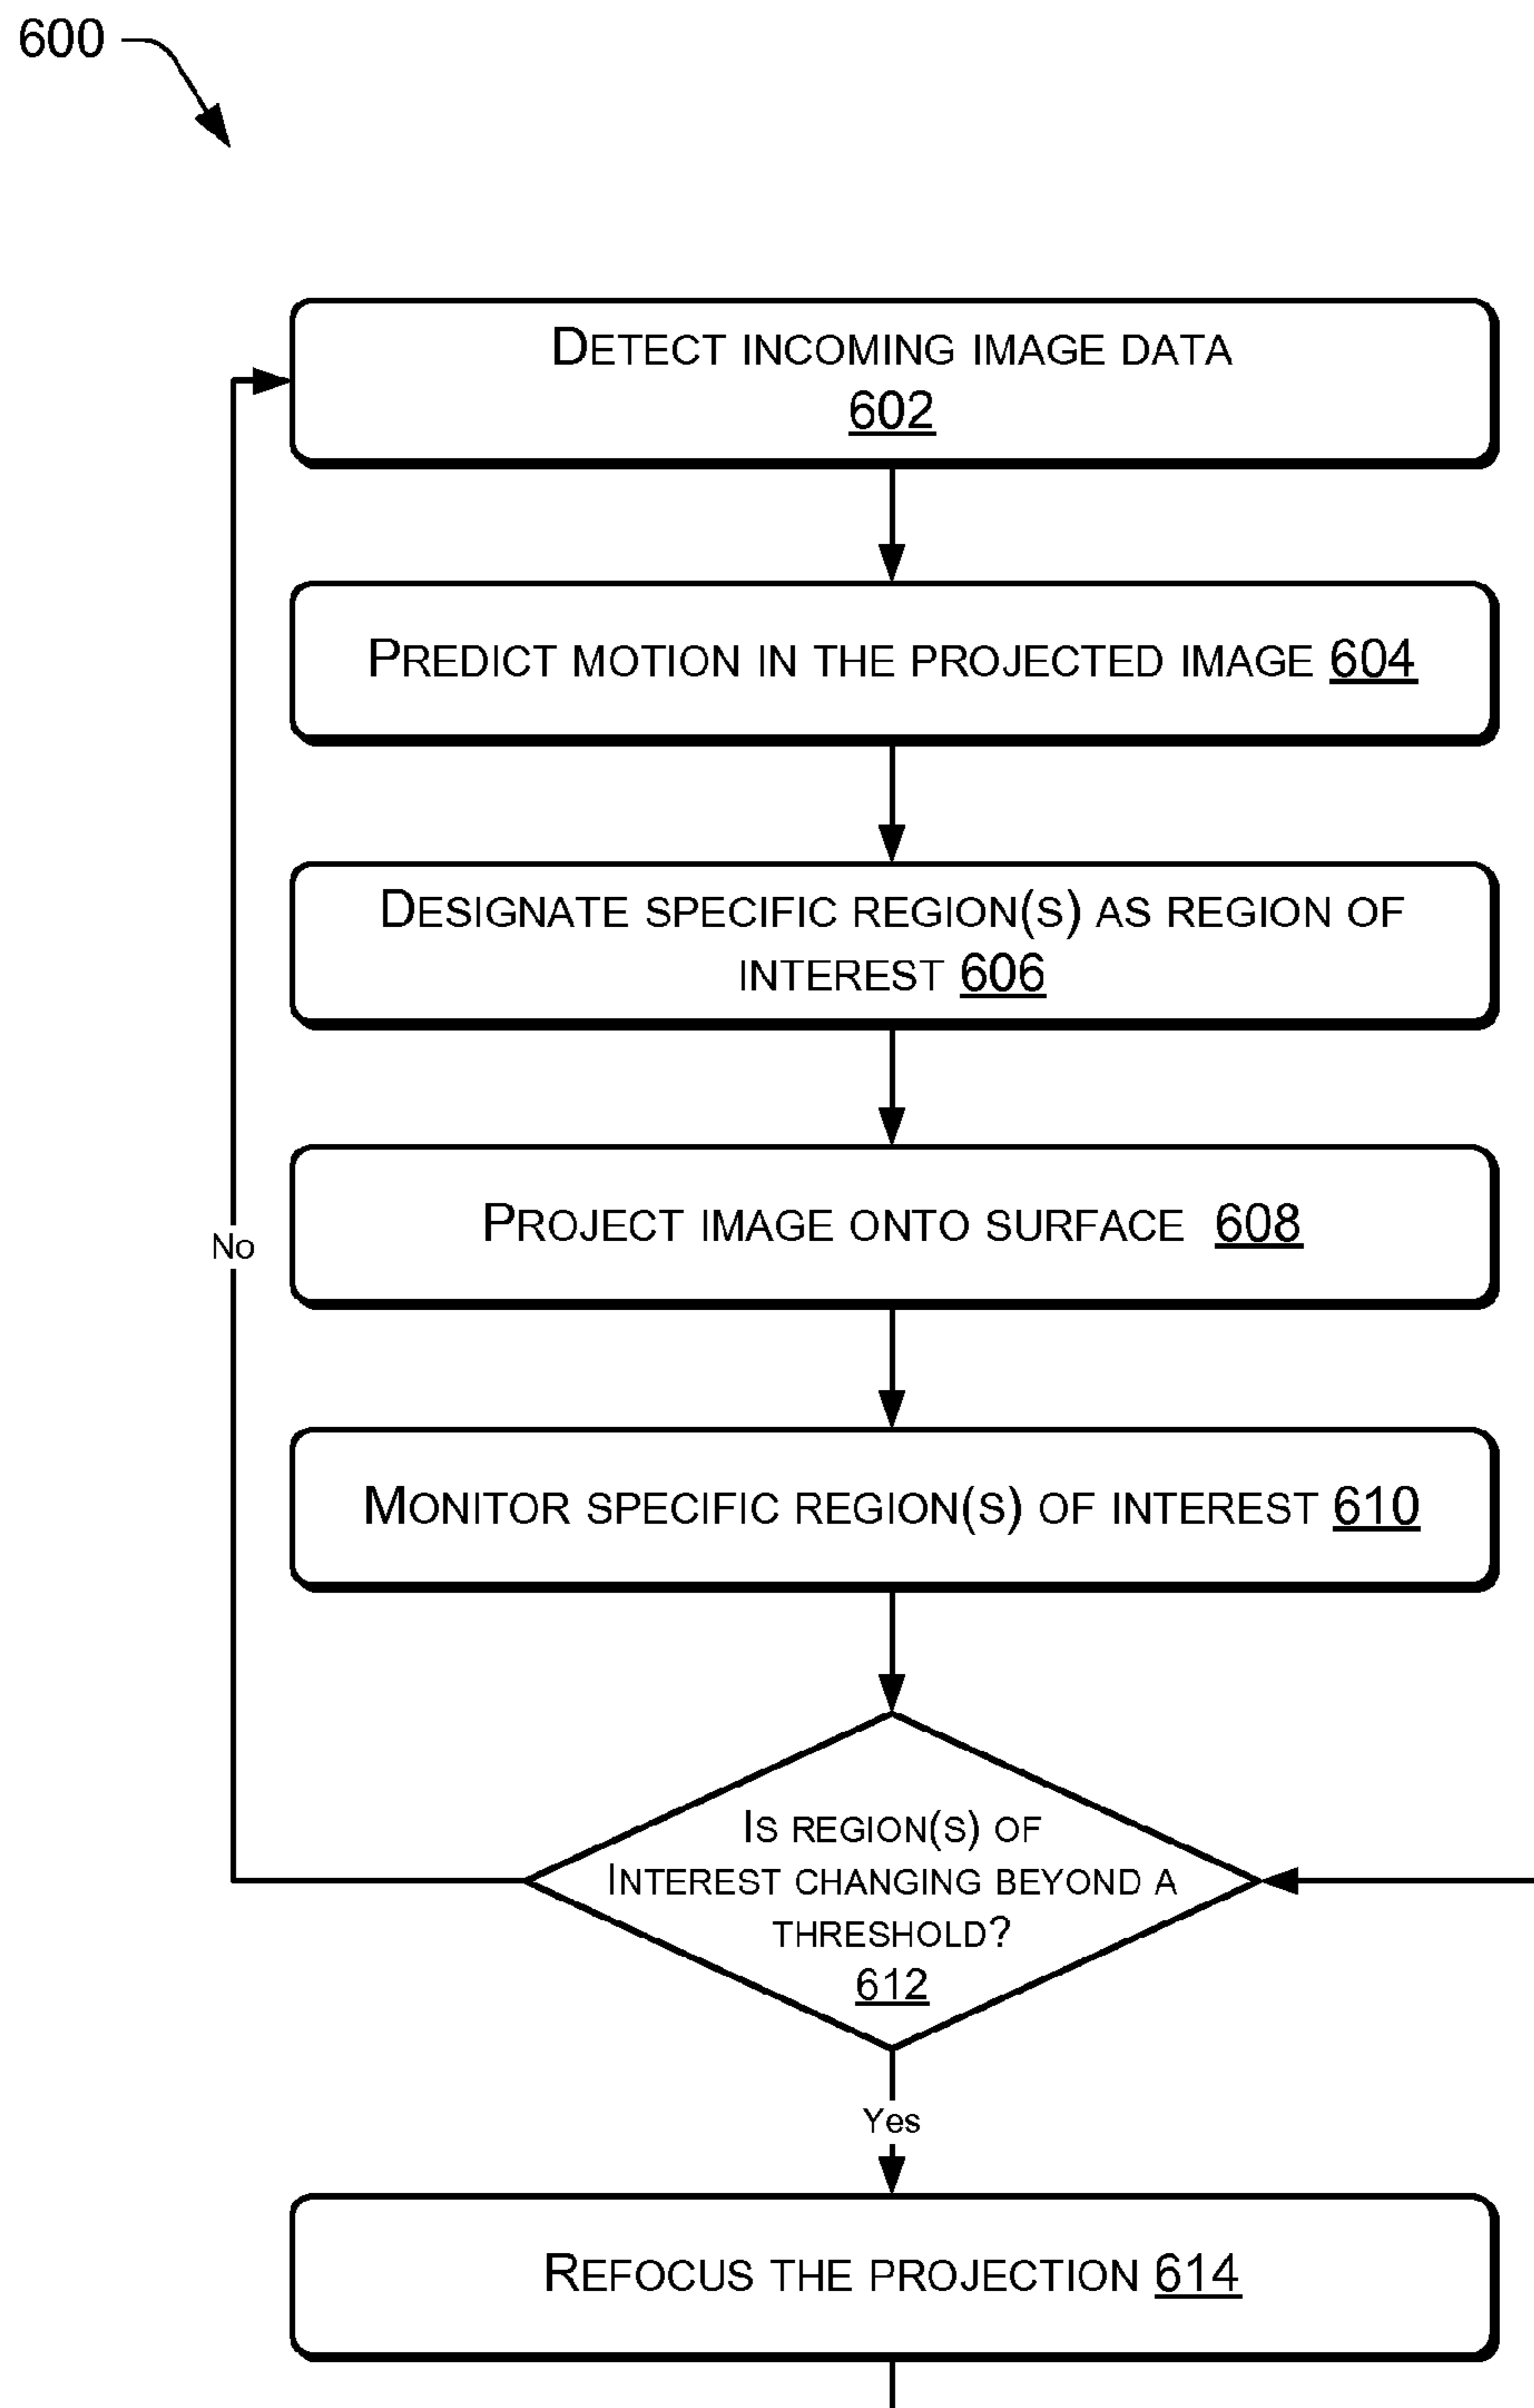 600
DETECT INCOMING IMAGE DATA
602
PREDICT MOTION IN THE PROJECTED IMAGE 604
DESIGNATE SPECIFIC REGION(S) AS REGION OF
INTEREST 606
PROJECT IMAGE ONTO SURFACE 608
No
MONITOR SPECIFIC REGION(S) OF INTEREST 610
IS REGION(S) OF
INTEREST CHANGING BEYOND A
THRESHOLD?
612
Yes
REFOCUS THE PROJECTION 614